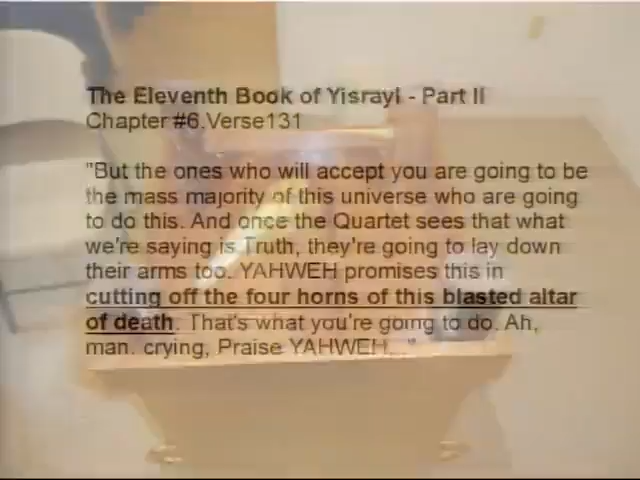 The Eleventh Book of Yisrayl - Part II
Chapter #6.Verse131
"But the ones who will accept you are going to be
the mass majority of this universe who are going
to do this. And once the Quartet sees that what
we're saying is Truth, they're going to lay down
their arms too. YAHWEH promises this in
cutting off the four horns of this blasted altar
of death. That's what you're going to do. Ah,
man. crying, Praise YAHWEH..."